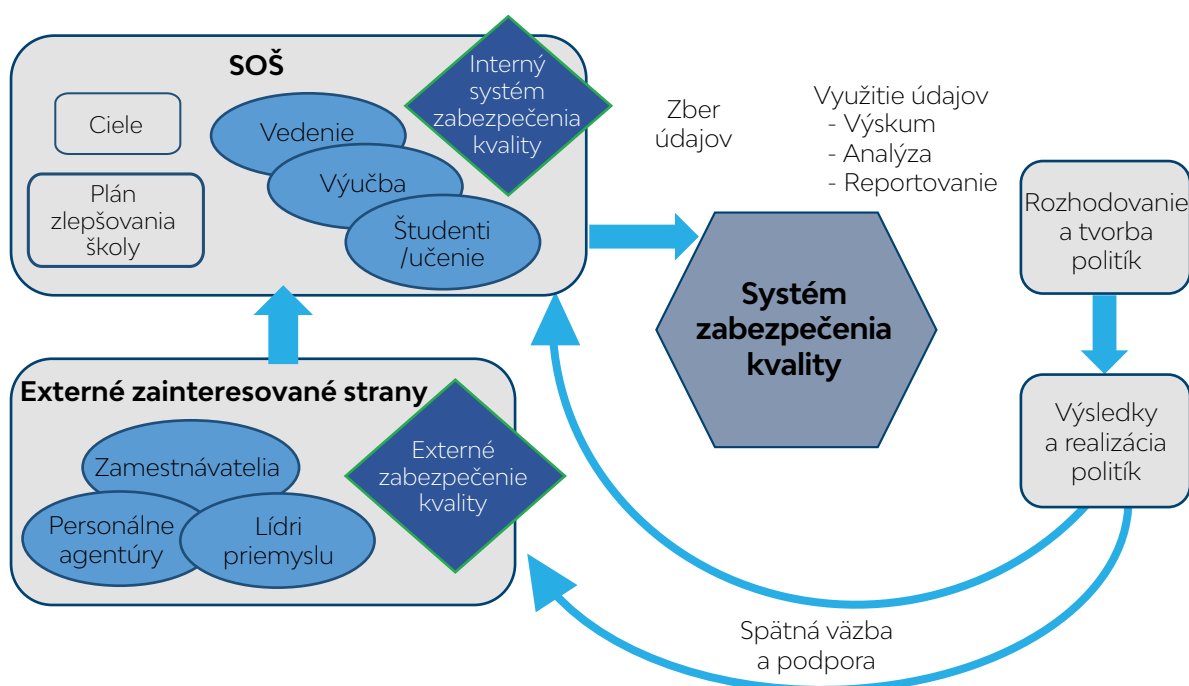 SOŠ
Interný
systém
zabezpečenia
kvality
Ciele
Vedenie
Výučba
Plán
zlepšovania
školy
Študenti
/učenie
Zber
údajov
Využitie údajov
- Výskum
- Analýza
- Reportovanie
Rozhodovanie
a tvorba
politík
Systém
zabezpečenia
kvality
Externé zainteresované strany
Externé
zabezpečenie
kvality
Zamestnávatelia
Personálne
agentúry
Lídri
priemyslu
Výsledky
a realizácia
politík
Spätná väzba
a podpora